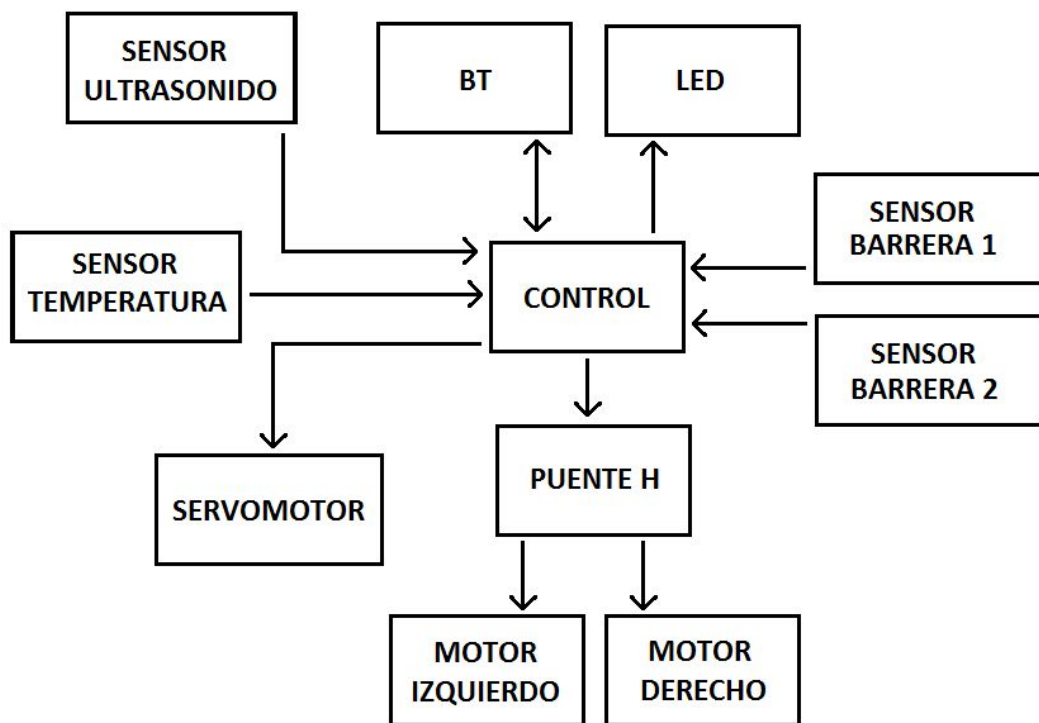 SENSOR
ULTRASONIDO
BT
LED
SENSOR
BARRERA 1
SENSOR
TEMPERATURA
CONTROL
SENSOR
BARRERA 2
SERVOMOTOR
PUENTE H
MOTOR
IZQUIERDO
MOTOR
DERECHO